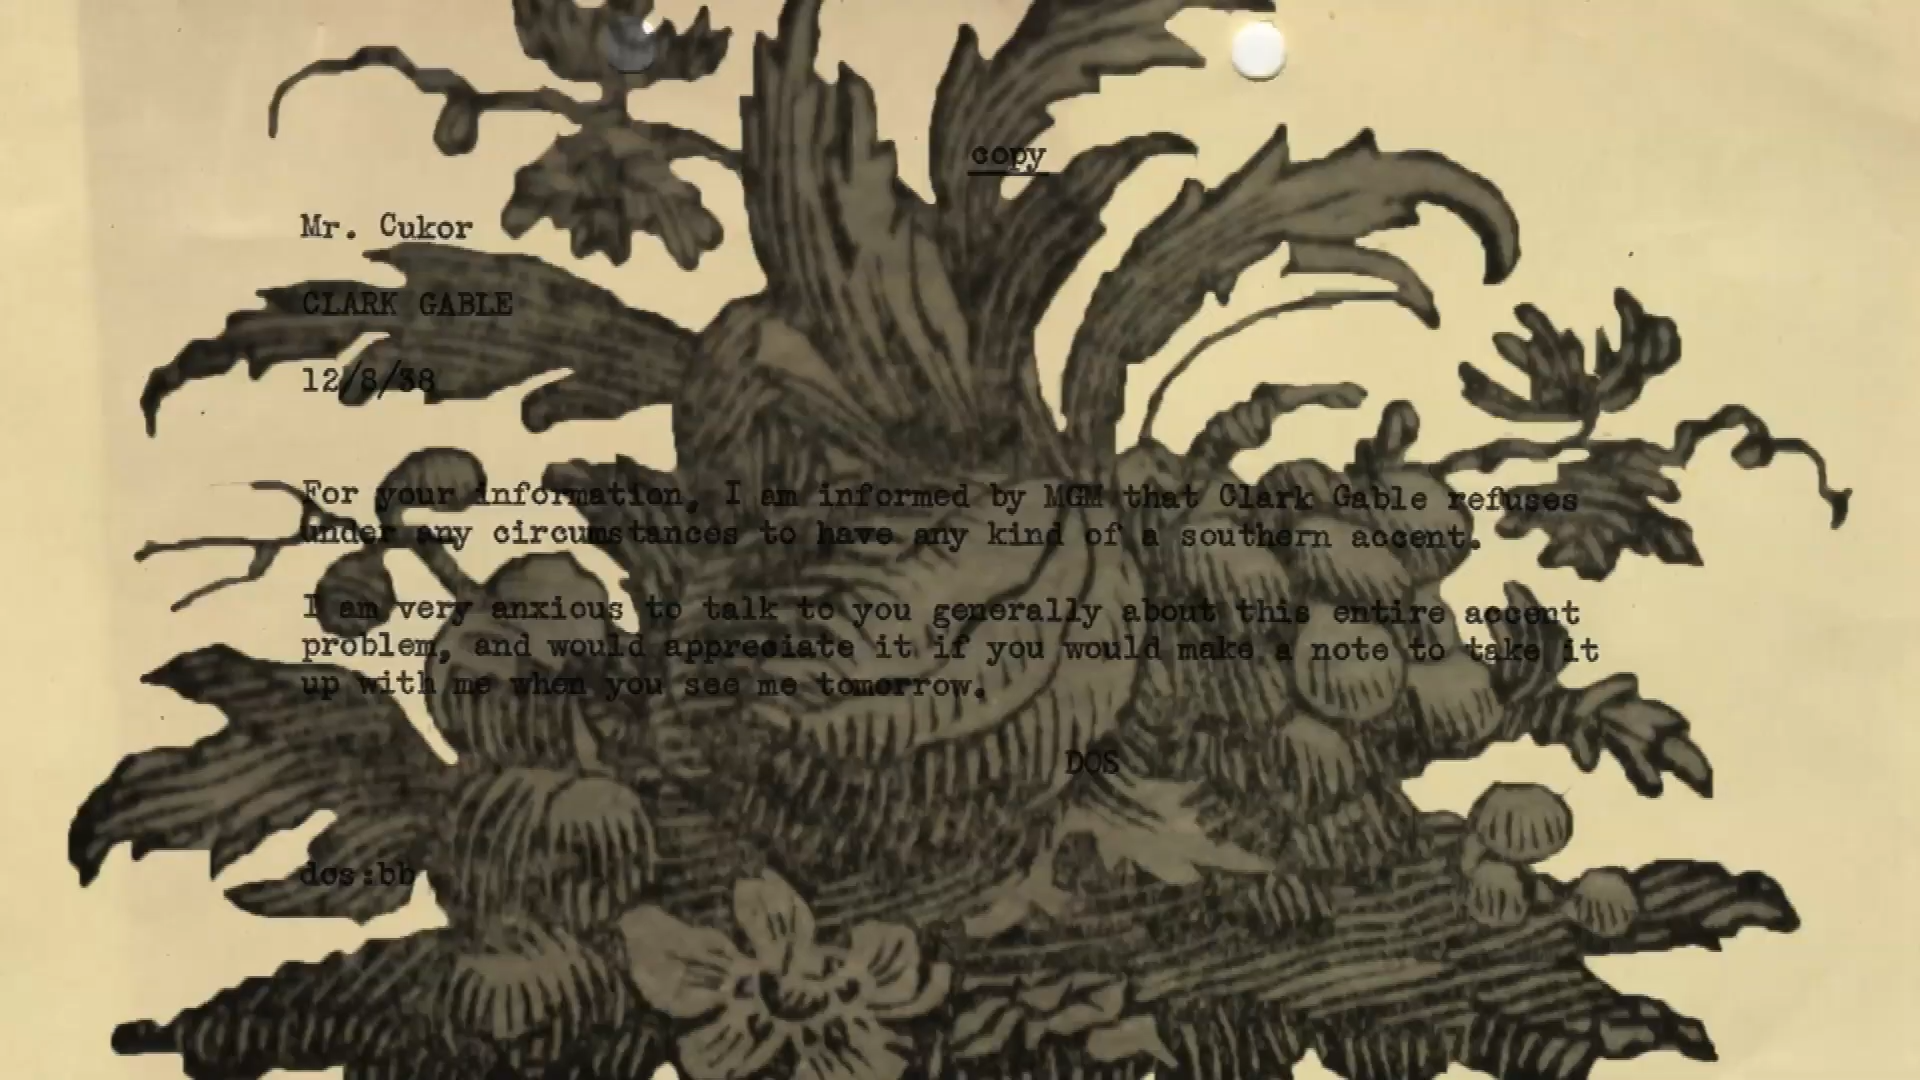 copy
Mr. Cukor
CLARK GABLE
12/8/38
For your information, I am informed by MGM that Clark Gable refuses
under any circumstances to have any kind of a southern accent.
I am very anxious to talk to you generally about this entire accent
problem, and would appreciate it if you would make a note to take it
up with me when you see me tomorrow.
DOS
dos:bb